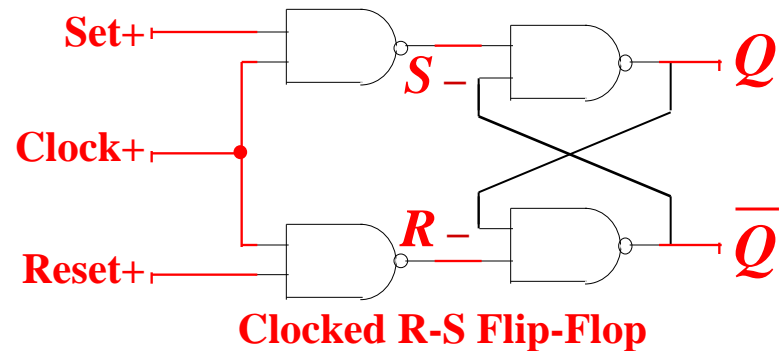 Set+
S –
Q
Clock+
R –
Reset+
Q̅
Clocked R-S Flip-Flop